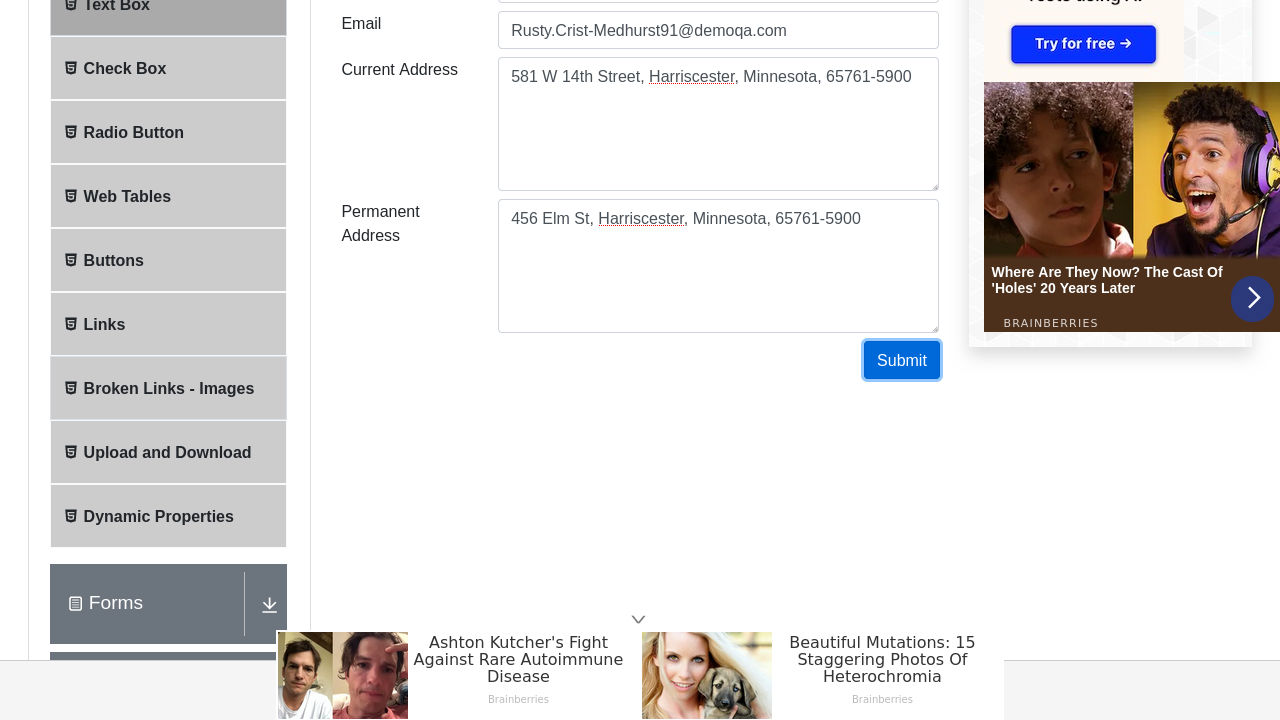 Text Box
Email
Rusty.Crist-Medhurst91@demoqa.com
Check Box
Current Address
581 W 14th Street, Harriscester, Minnesota, 65761-5900
Radio Button
Web Tables
Permanent
Address
456 Elm St, Harriscester, Minnesota, 65761-5900
Buttons
Links
Broken Links - Images
Upload and Download
Dynamic Properties
Forms
Submit
Try for free →
Where Are They Now? The Cast Of
'Holes' 20 Years Later
BRAINBERRIES
Ashton Kutcher's Fight
Against Rare Autoimmune
Disease
Brainberries
Beautiful Mutations: 15
Staggering Photos Of
Heterochromia
Brainberries